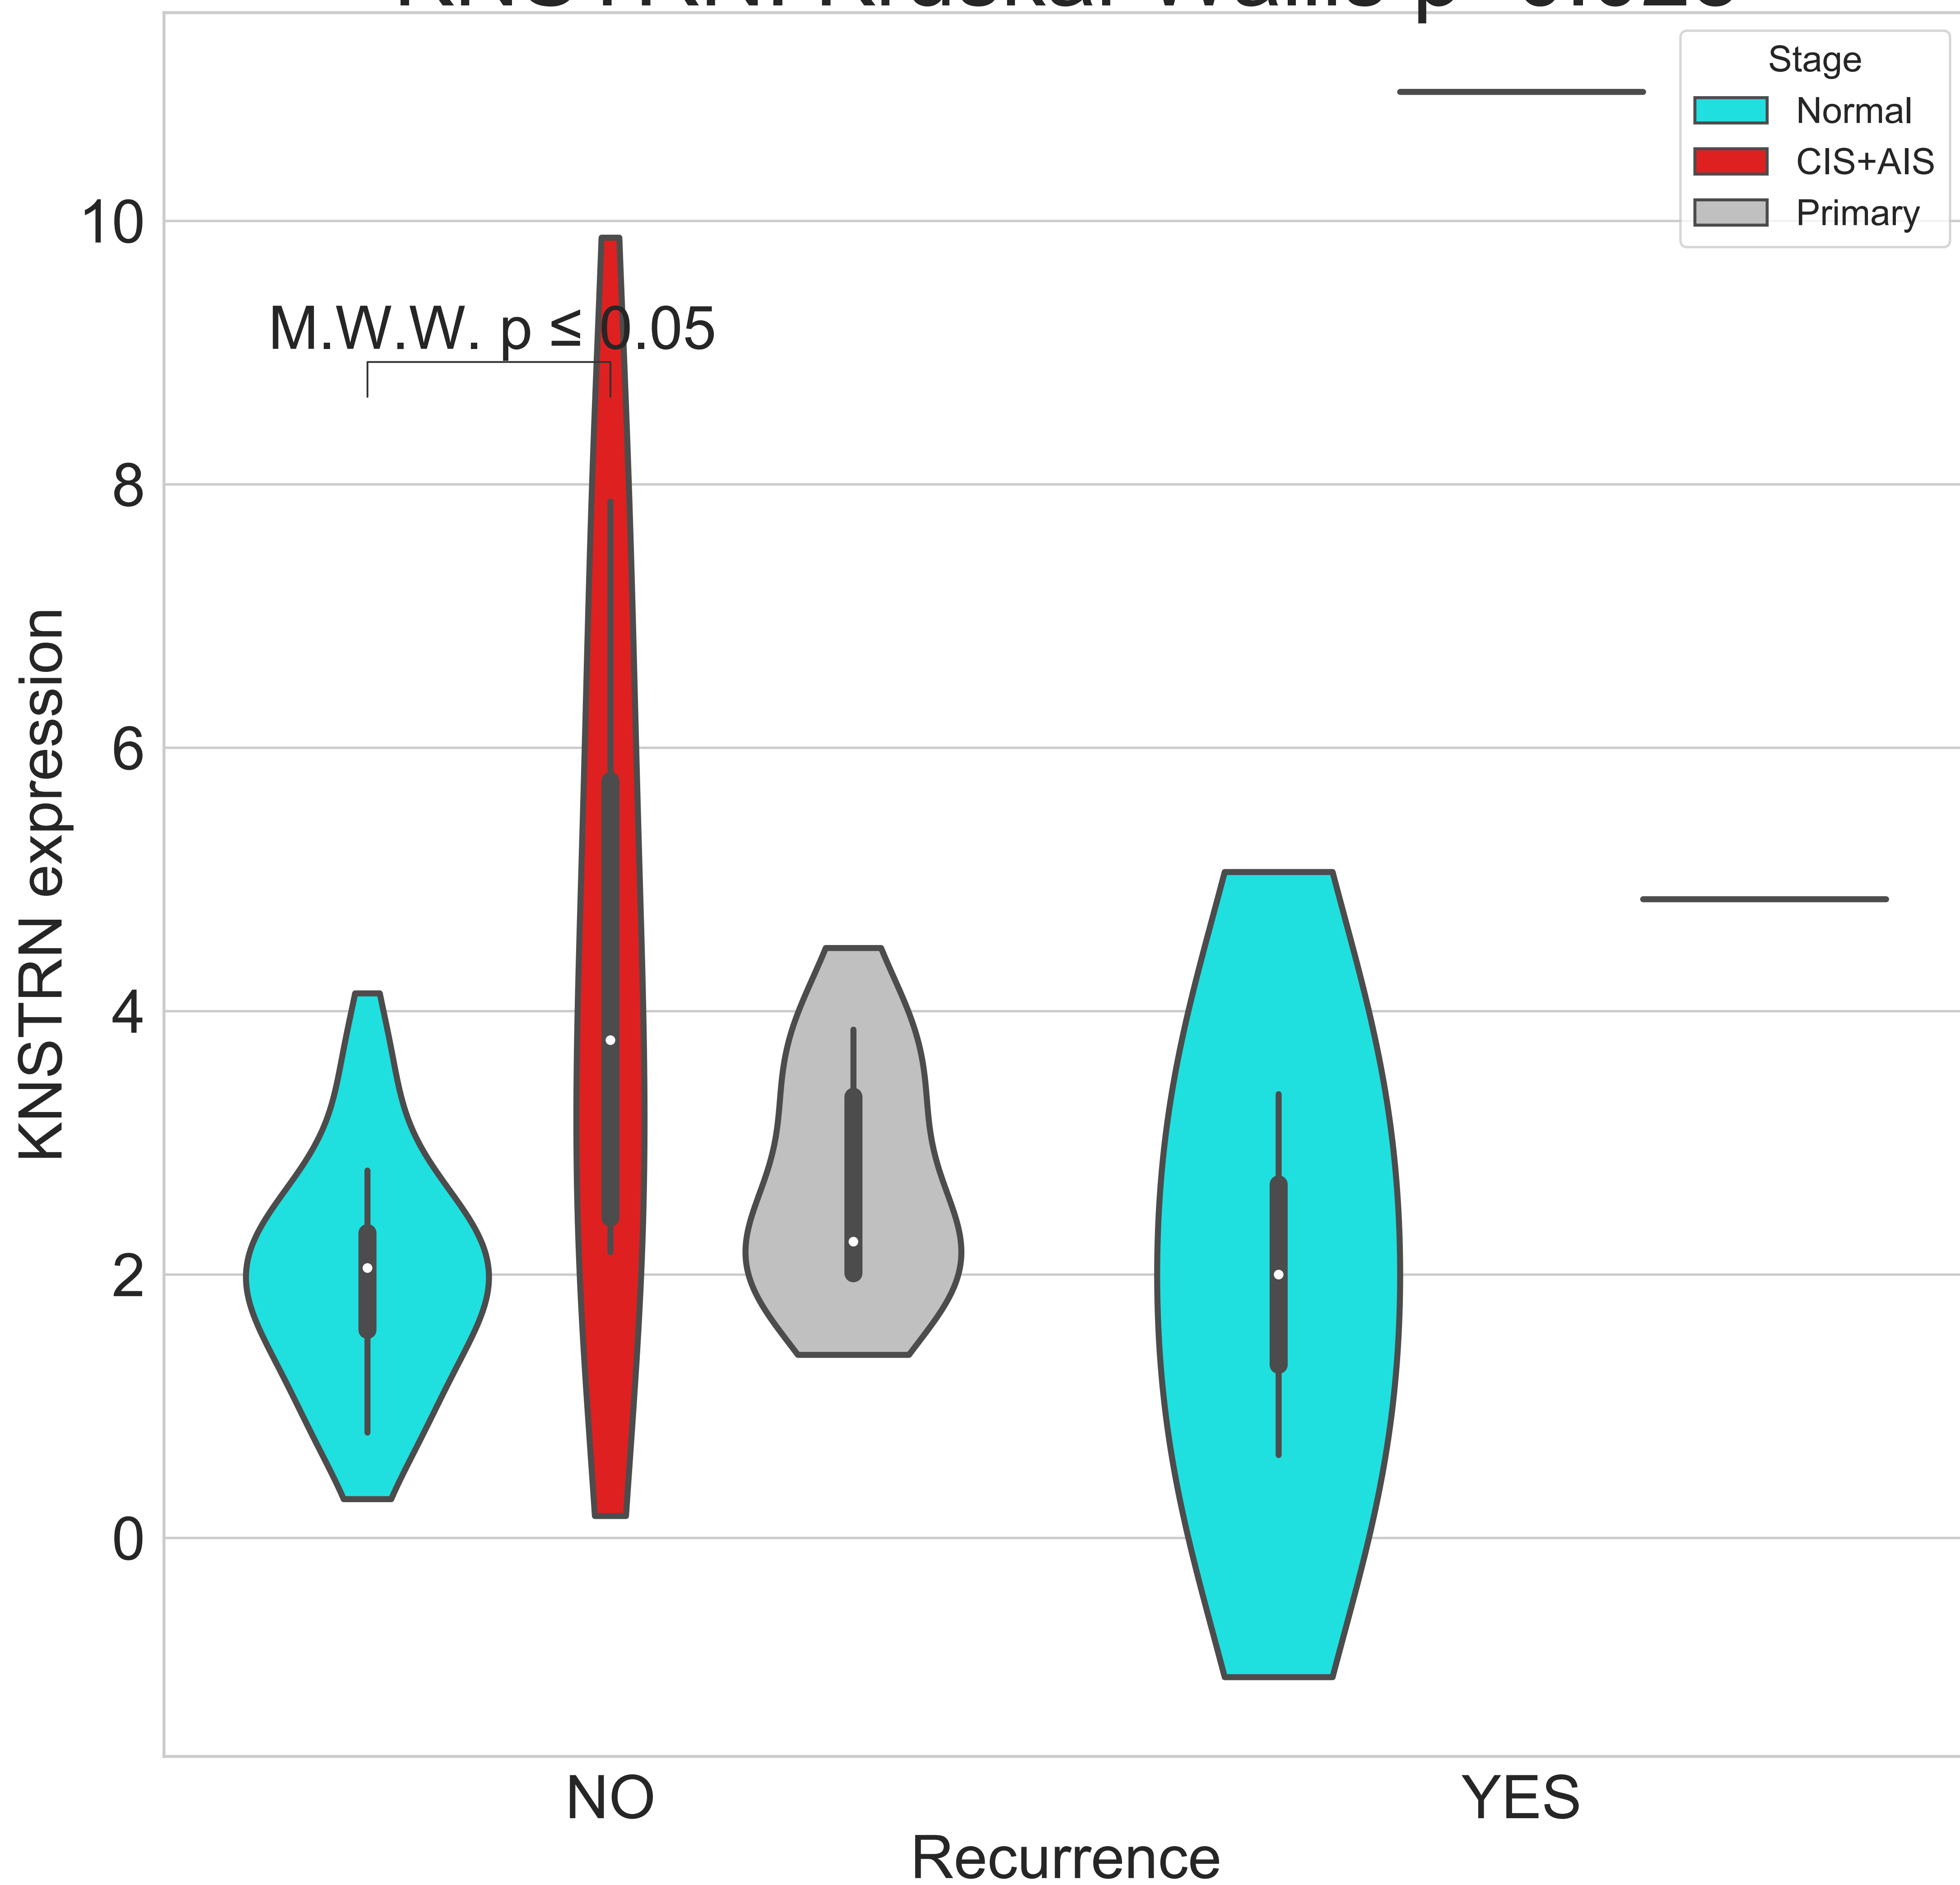 Stage
Normal
CIS+AIS
Primary
10
M.W.W. p ≤ 0.05
8
6
4
2
0
KNSTRN expression
NO
YES
Recurrence